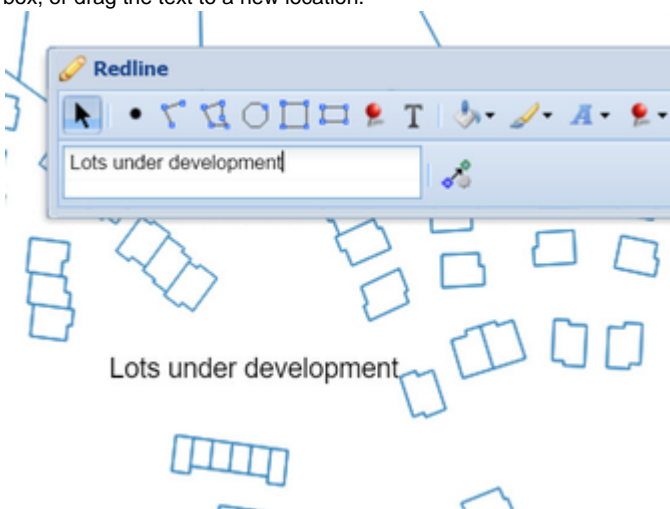 box, or drag the text to a new location.
Redline
T A
Lots under development
Lots under development